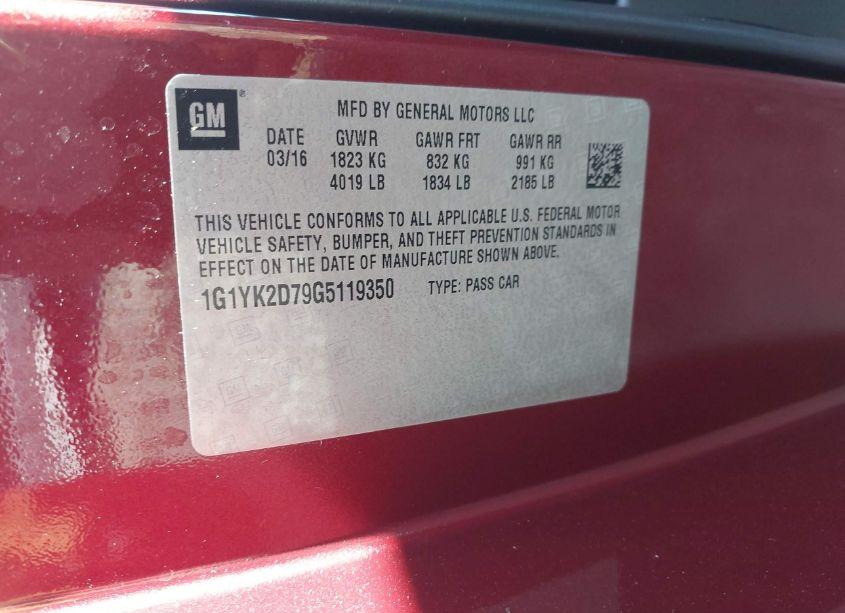 GM®
MFD BY GENERAL MOTORS LLC
DATE GVWR GAWR FRT GAWR RR
03/16 1823 KG 832 KG 991 KG
4019 LB 1834 LB 2185 LB
THIS VEHICLE CONFORMS TO ALL APPLICABLE U.S. FEDERAL MOTOR
VEHICLE SAFETY, BUMPER, AND THEFT PREVENTION STANDARDS IN
EFFECT ON THE DATE OF MANUFACTURE SHOWN ABOVE.
1G1YK2D79G5119350 TYPE: PASS CAR